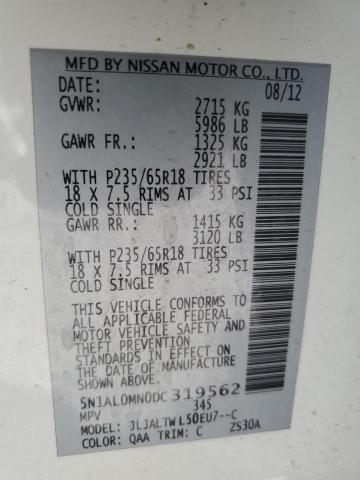 MFD BY NISSAN MOTOR CO., LTD.
DATE: 08/12
GVWR: 2715 KG
5986 LB
GAWR FR.: 1325 KG
2921 LB
WITH P235/65R18 TIRES
18 X 7.5 RIMS AT 33 PSI
COLD SINGLE
GAWR RR.: 1415 KG
3120 LB
WITH P235/65R18 TIRES
18 X 7.5 RIMS AT 33 PSI
COLD SINGLE
THIS VEHICLE CONFORMS TO
ALL APPLICABLE FEDERAL
MOTOR VEHICLE SAFETY
STANDARDS IN EFFECT ON
THE DATE OF MANUFACTURE
SHOWN ABOVE.
5N1AL0MN0DC319562
MPV 345
MODEL: JLJALTWL50EU7--C
COLOR: QAA TRIM: C ZS30A